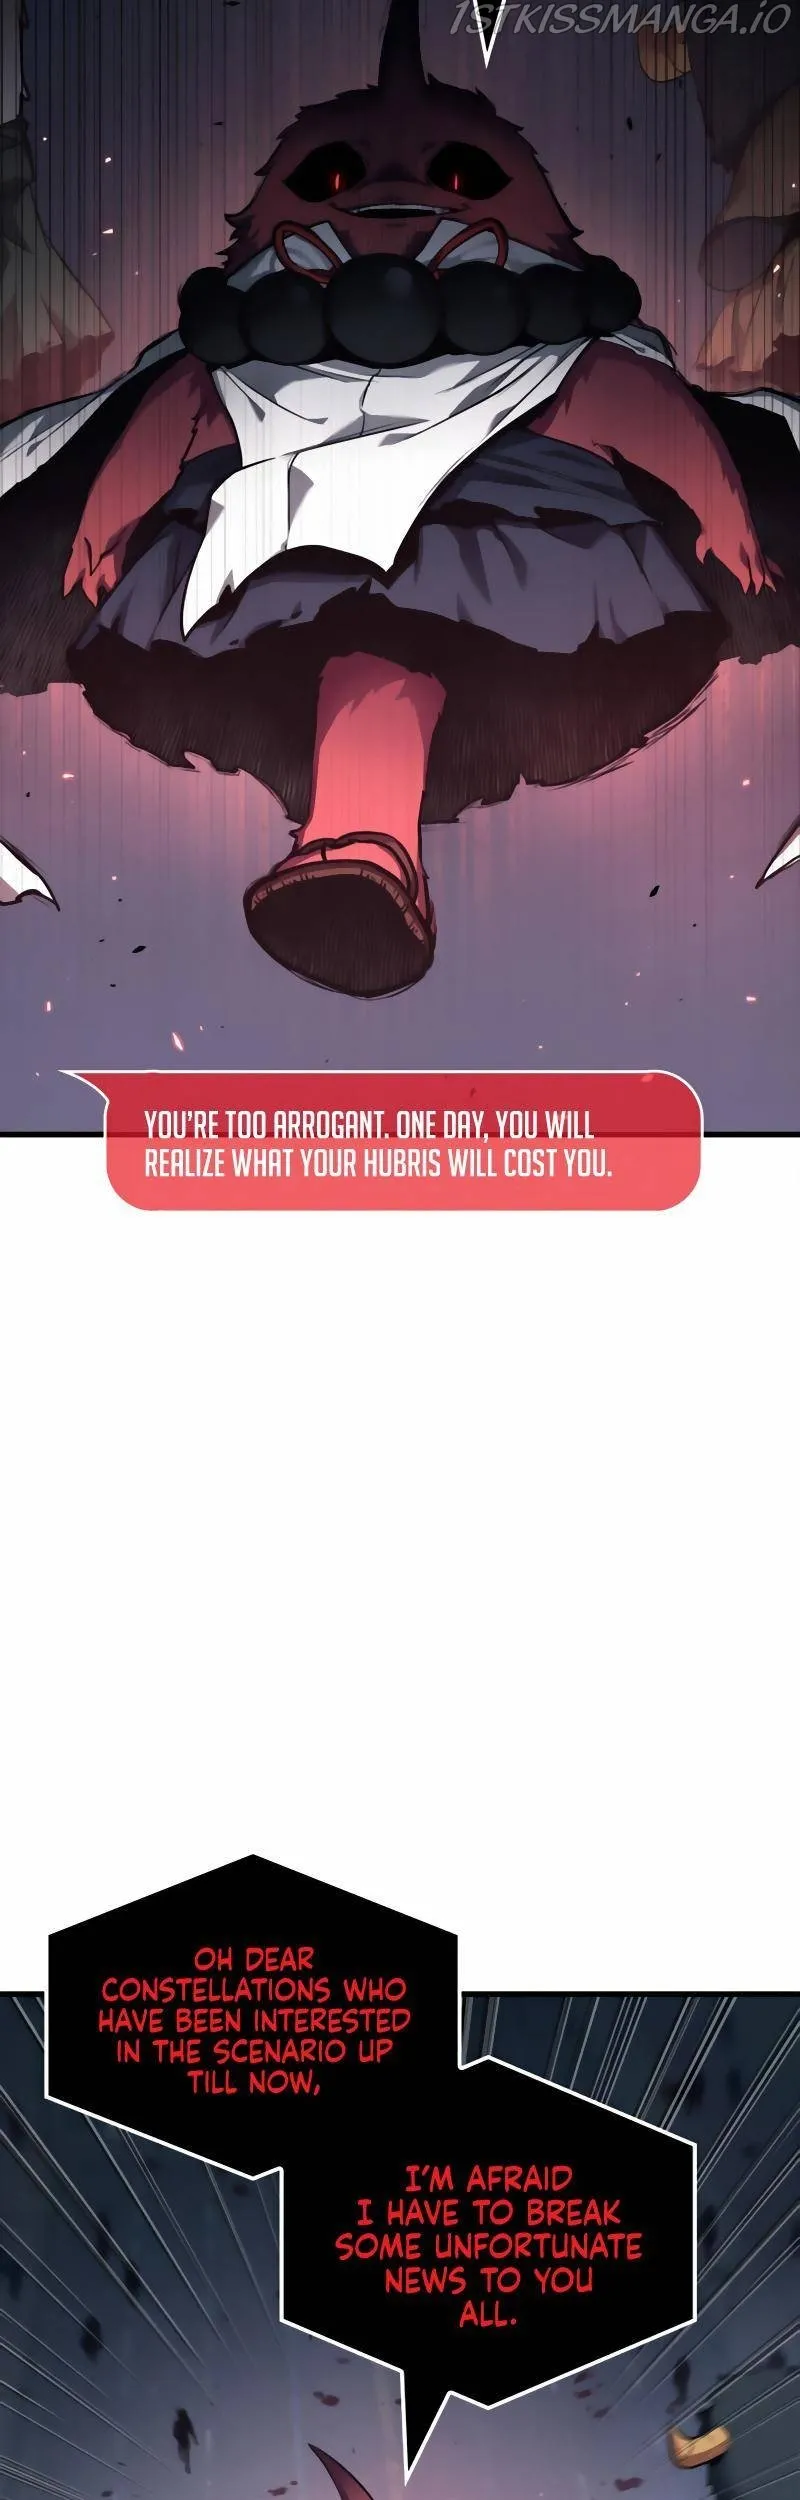 1STKISSMANGA.IO
YOU'RE TOO ARROGANT. ONE DAY, YOU WILL
REALIZE WHAT YOUR HUBRIS WILL COST YOU.
OH DEAR
CONSTELLATIONS WHO
HAVE BEEN INTERESTED
IN THE SCENARIO UP
TILL NOW,
I'M AFRAID
I HAVE TO BREAK
SOME UNFORTUNATE
NEWS TO YOU
ALL.